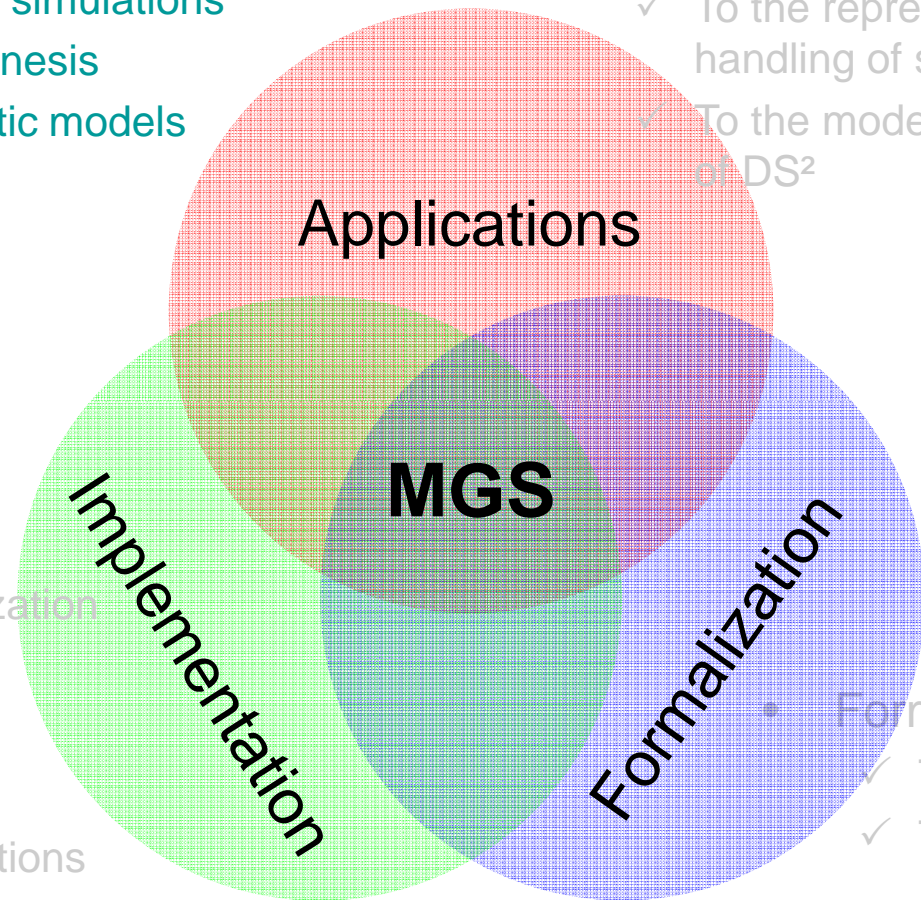 simulations
To the repre
nesis
handling of s
tic models
To the mode
of DS²
Applications
MGS
Implementation
Formalization
zation
• For
✓
✓
tions